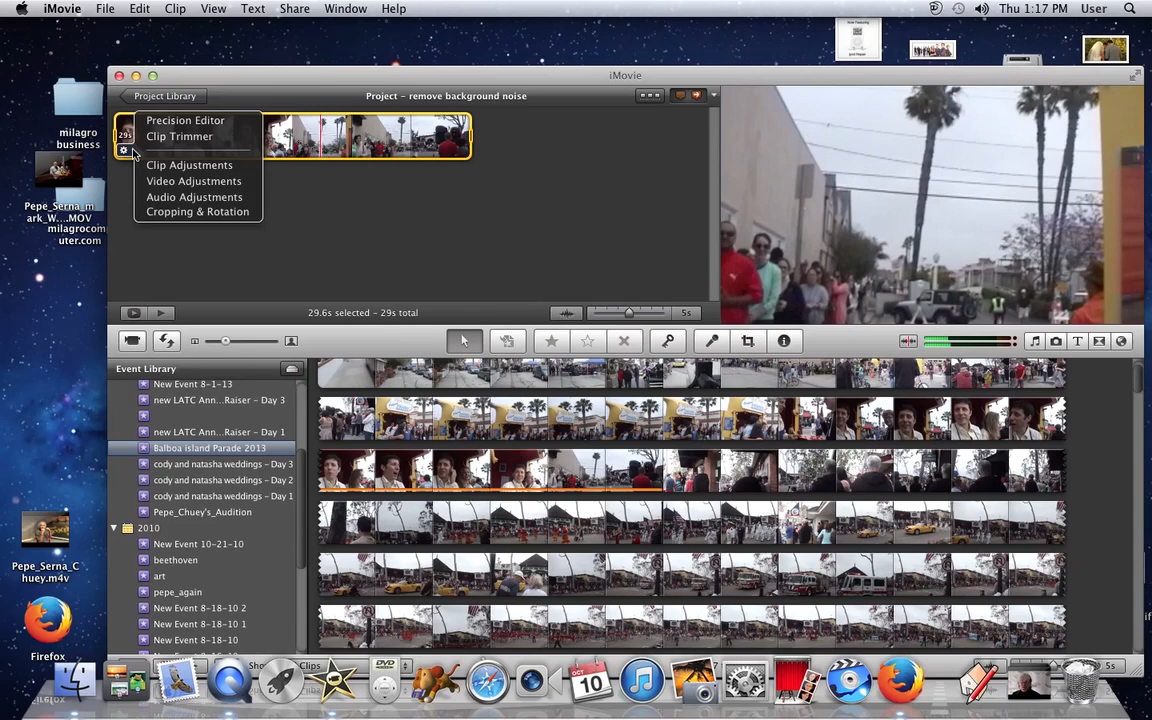 iMovie File Edit Clip View Text Share Window Help Thu 1:17 PM User
milagro
business
Pepe_Serna_m
ark_W....MOV
milagrocomp
uter.com
Pepe_Serna_C
huey.m4v
Firefox
iMovie
Project Library Project - remove background noise
29s
Precision Editor
Clip Trimmer
Clip Adjustments
Video Adjustments
Audio Adjustments
Cropping & Rotation
29.6s selected - 29s total 5s
Event Library
New Event 8-1-13
new LATC Ann...Raiser - Day 3
new LATC Ann...Raiser - Day 1
Balboa island Parade 2013
cody and natasha weddings - Day 3
cody and natasha weddings - Day 2
cody and natasha weddings - Day 1
Pepe_Chuey's_Audition
2010
New Event 10-21-10
beethoven
art
pepe_again
New Event 8-18-10 2
New Event 8-18-10 1
New Event 8-18-10
Clips 5s
DVD
OCT
10